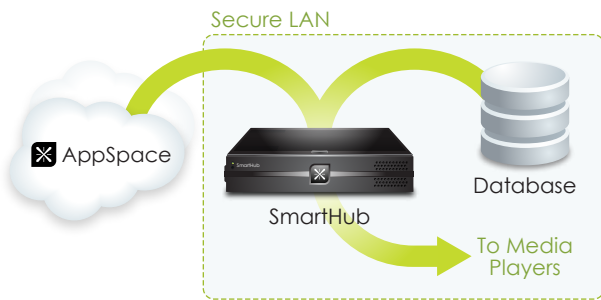 Secure LAN
AppSpace
SmartHub
Database
SmartHub
To Media
Players